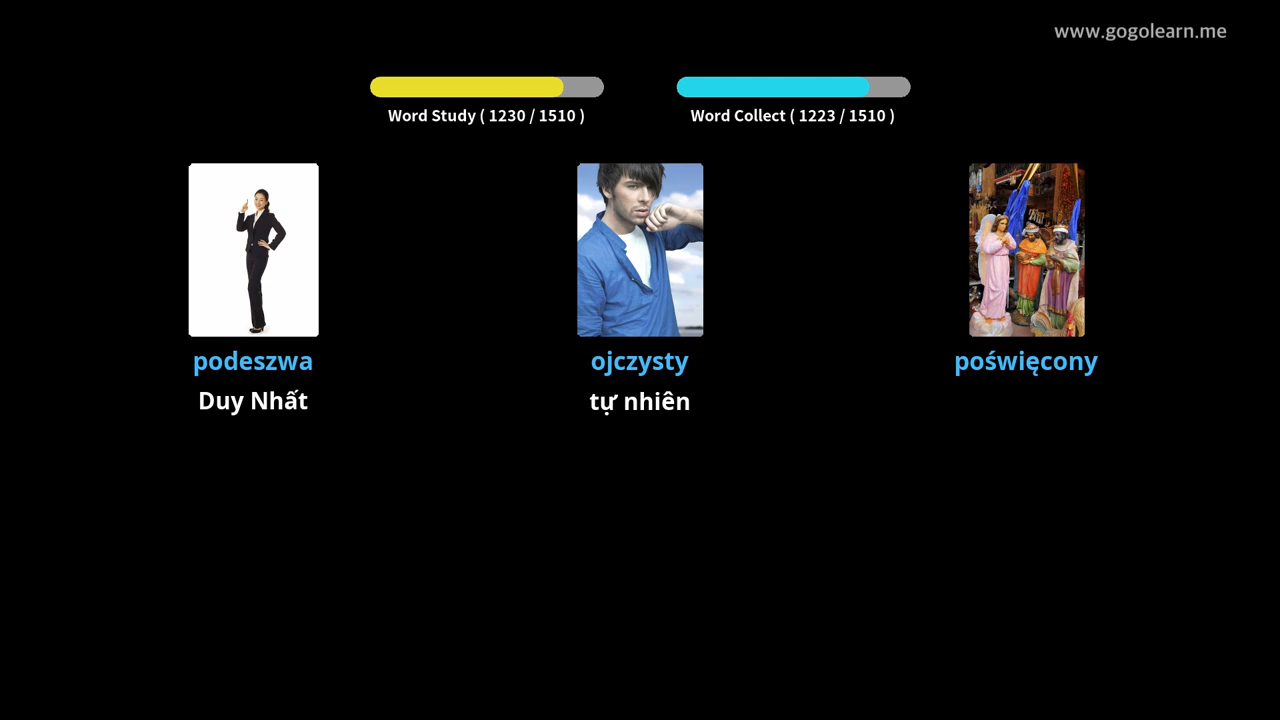 www.gogolearn.me
Word Study ( 1230 / 1510 )
Word Collect ( 1223 / 1510 )
podeszwa
ojczysty
poświęcony
Duy Nhất
tự nhiên